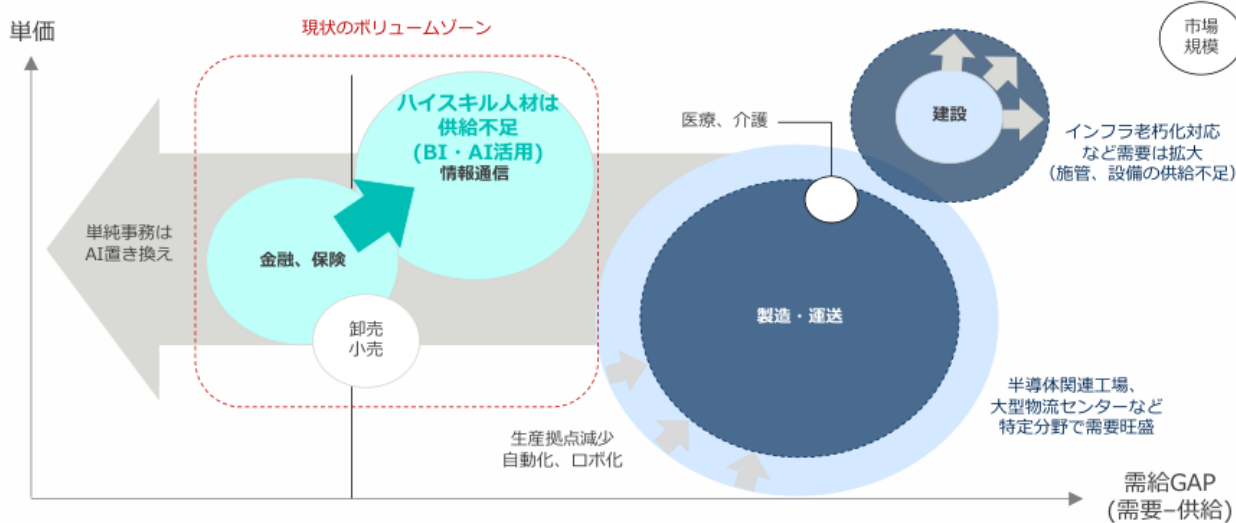 単価
現状のボリュームゾーン
市場
規模
ハイスキル人材は
供給不足
(BI・AI活用)
情報通信
医療、介護
建設
インフラ老朽化対応
など需要は拡大
(施管、設備の供給不足)
単純事務は
AI置き換え
金融、保険
卸売
小売
製造・運送
半導体関連工場、
大型物流センターなど
特定分野で需要旺盛
生産拠点減少
自動化、ロボ化
需給GAP
(需要−供給)